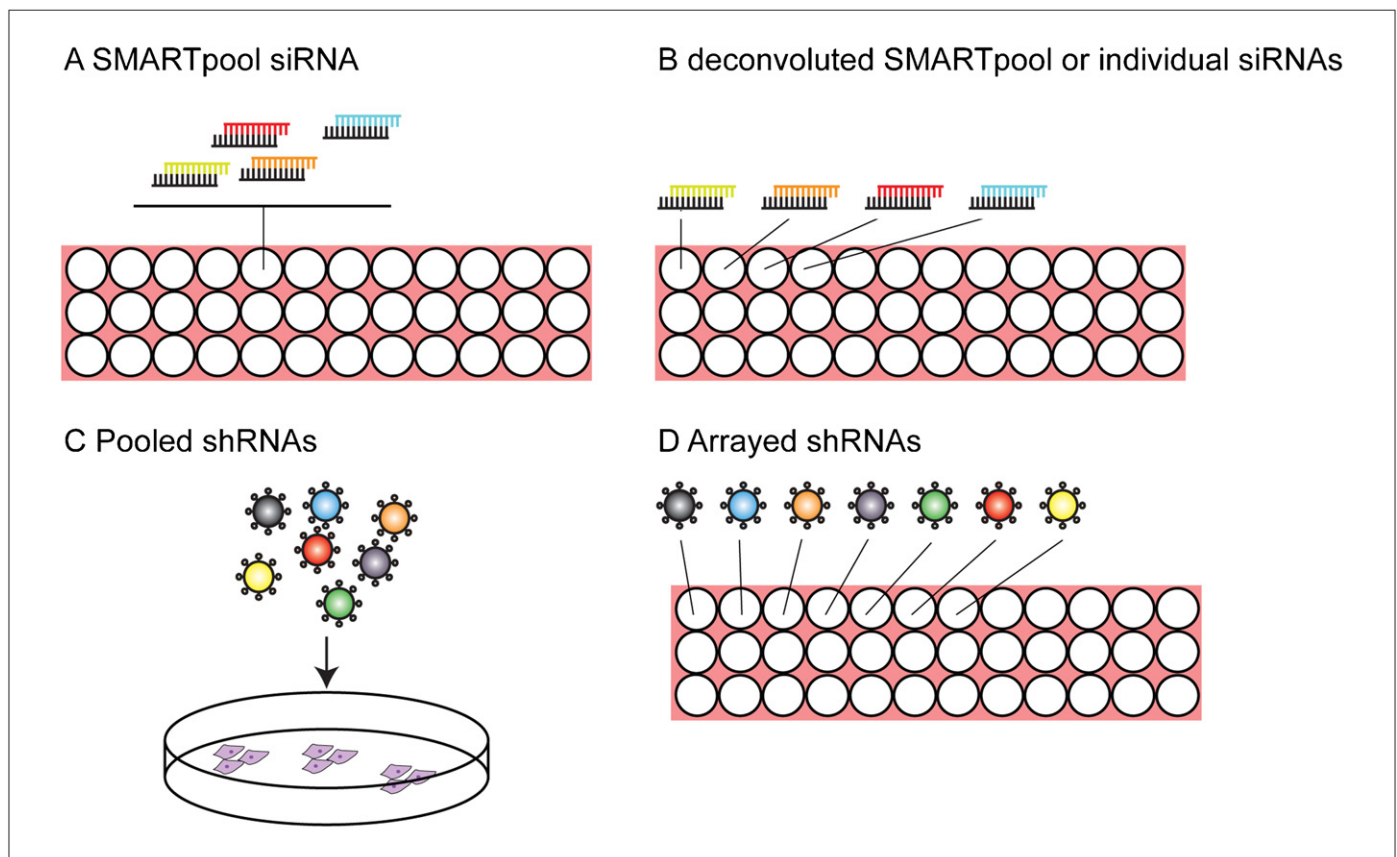 A SMARTpool siRNA
B deconvoluted SMARTpool or individual siRNAs
C Pooled shRNAs
D Arrayed shRNAs